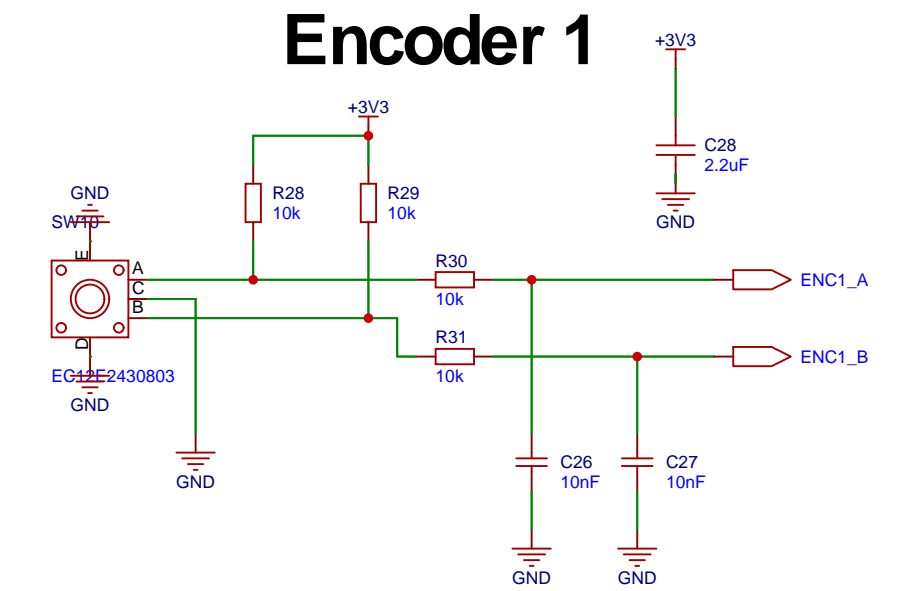 Encoder 1
+3V3
+3V3
C28
2.2uF
GND
R28
10k
R29
10k
GND
SW10
E
A
C
B
D
EC12E2430803
GND
GND
R30
10k
R31
10k
ENC1_A
ENC1_B
C26
10nF
C27
10nF
GND
GND